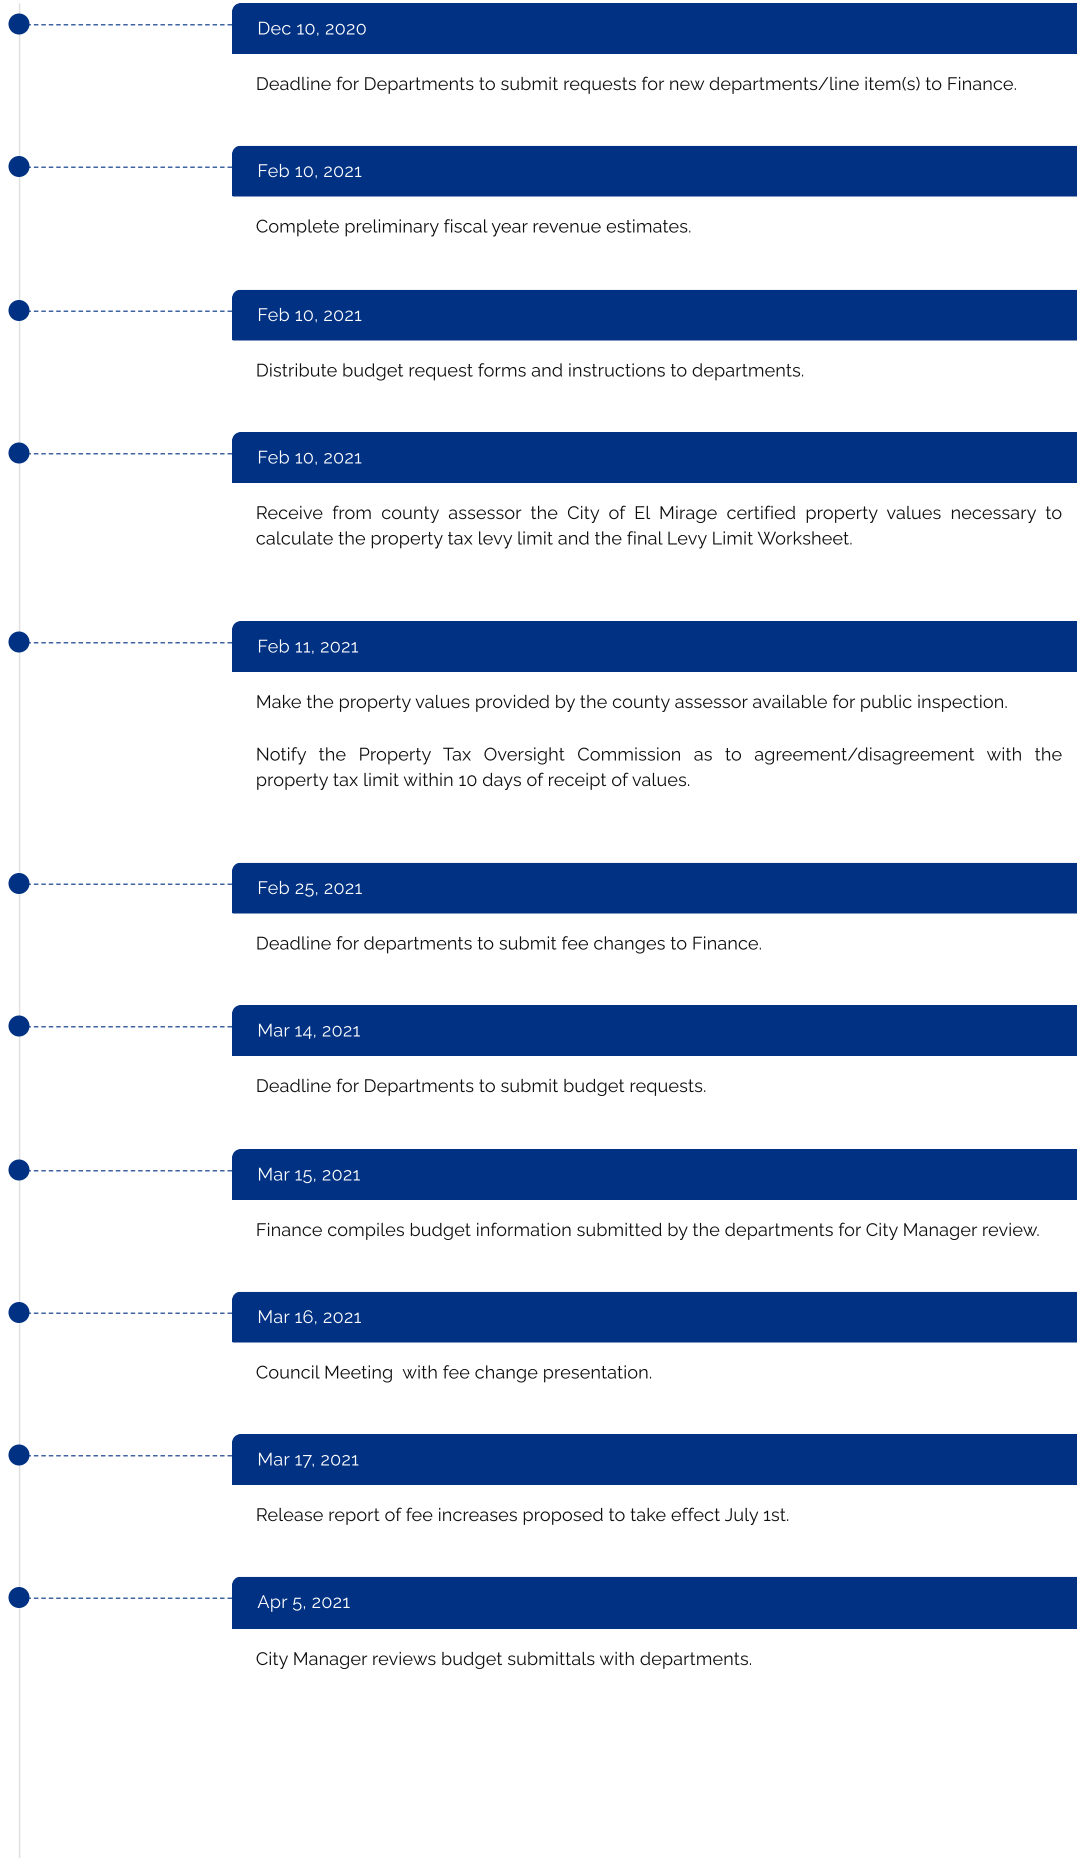 Dec 10, 2020
Deadline for Departments to submit requests for new departments/line item(s) to Finance.
Feb 10, 2021
Complete preliminary fiscal year revenue estimates.
Feb 10, 2021
Distribute budget request forms and instructions to departments.
Feb 10, 2021
Receive from county assessor the City of El Mirage certified property values necessary to
calculate the property tax levy limit and the final Levy Limit Worksheet.
Feb 11, 2021
Make the property values provided by the county assessor available for public inspection.
Notify the Property Tax Oversight Commission as to agreement/disagreement with the
property tax limit within 10 days of receipt of values.
Feb 25, 2021
Deadline for departments to submit fee changes to Finance.
Mar 14, 2021
Deadline for Departments to submit budget requests.
Mar 15, 2021
Finance compiles budget information submitted by the departments for City Manager review.
Mar 16, 2021
Council Meeting  with fee change presentation.
Mar 17, 2021
Release report of fee increases proposed to take effect July 1st.
Apr 5, 2021
City Manager reviews budget submittals with departments.